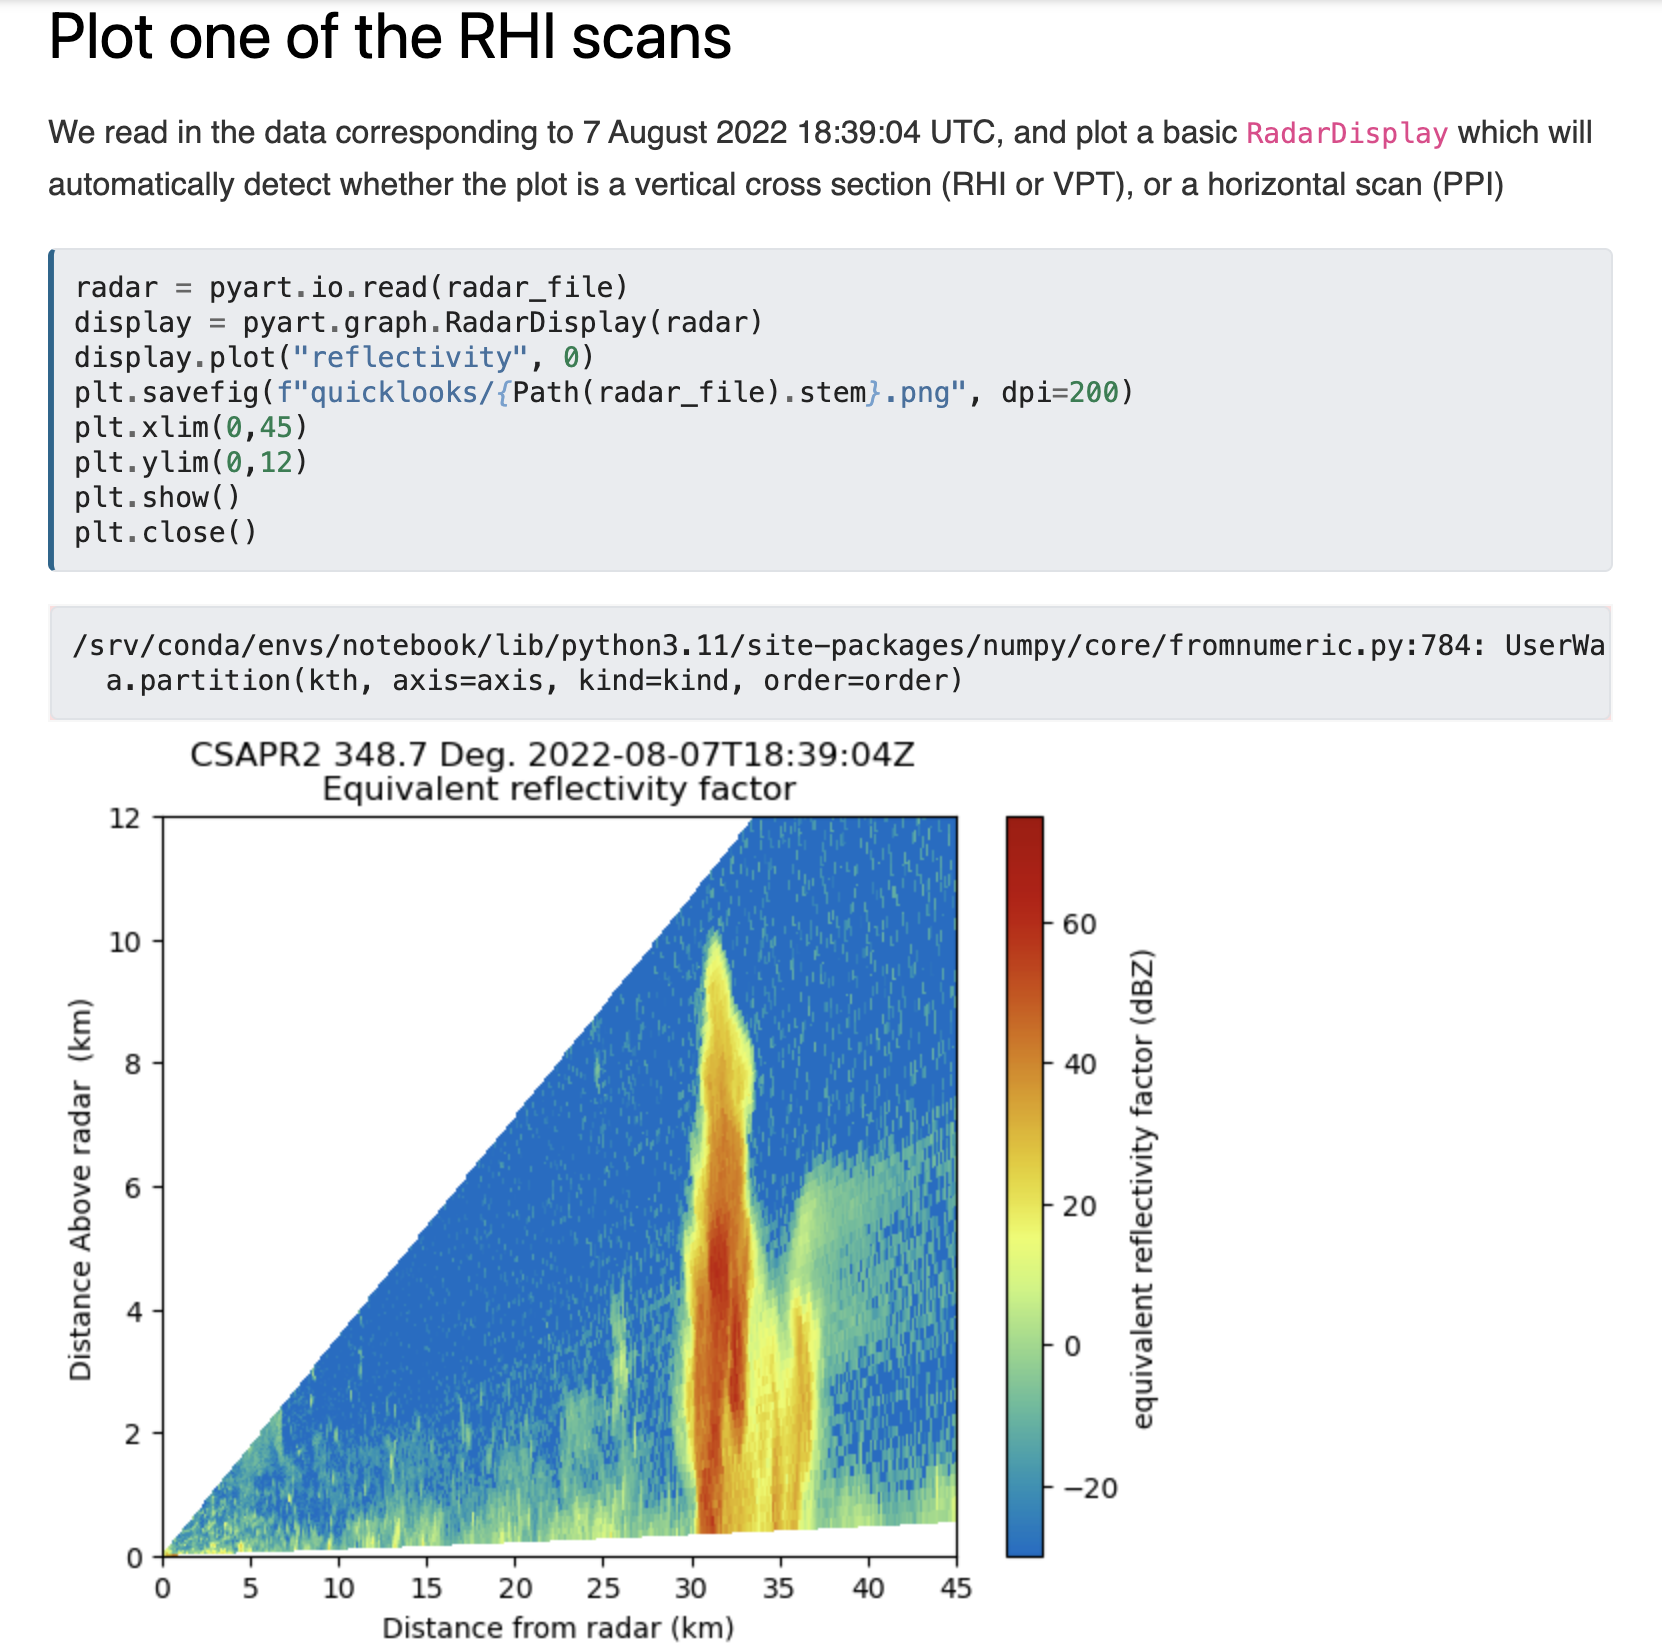 Plot one of the RHI scans
We read in the data corresponding to 7 August 2022 18:39:04 UTC, and plot a basic RadarDisplay which will
automatically detect whether the plot is a vertical cross section (RHI or VPT), or a horizontal scan (PPI)
radar = pyart.io.read(radar_file)
display = pyart.graph.RadarDisplay(radar)
display.plot("reflectivity", 0)
plt.savefig(f"quicklooks/{Path(radar_file).stem}.png", dpi=200)
plt.xlim(0,45)
plt.ylim(0,12)
plt.show()
plt.close()
/srv/conda/envs/notebook/lib/python3.11/site-packages/numpy/core/fromnumeric.py:784: UserWa
a.partition(kth, axis=axis, kind=kind, order=order)
CSAPR2 348.7 Deg. 2022-08-07T18:39:04Z
Equivalent reflectivity factor
Distance Above radar (km)
12
10
8
6
4
2
0
0 5 10 15 20 25 30 35 40 45
Distance from radar (km)
60
40
20
0
−20
equivalent reflectivity factor (dBZ)